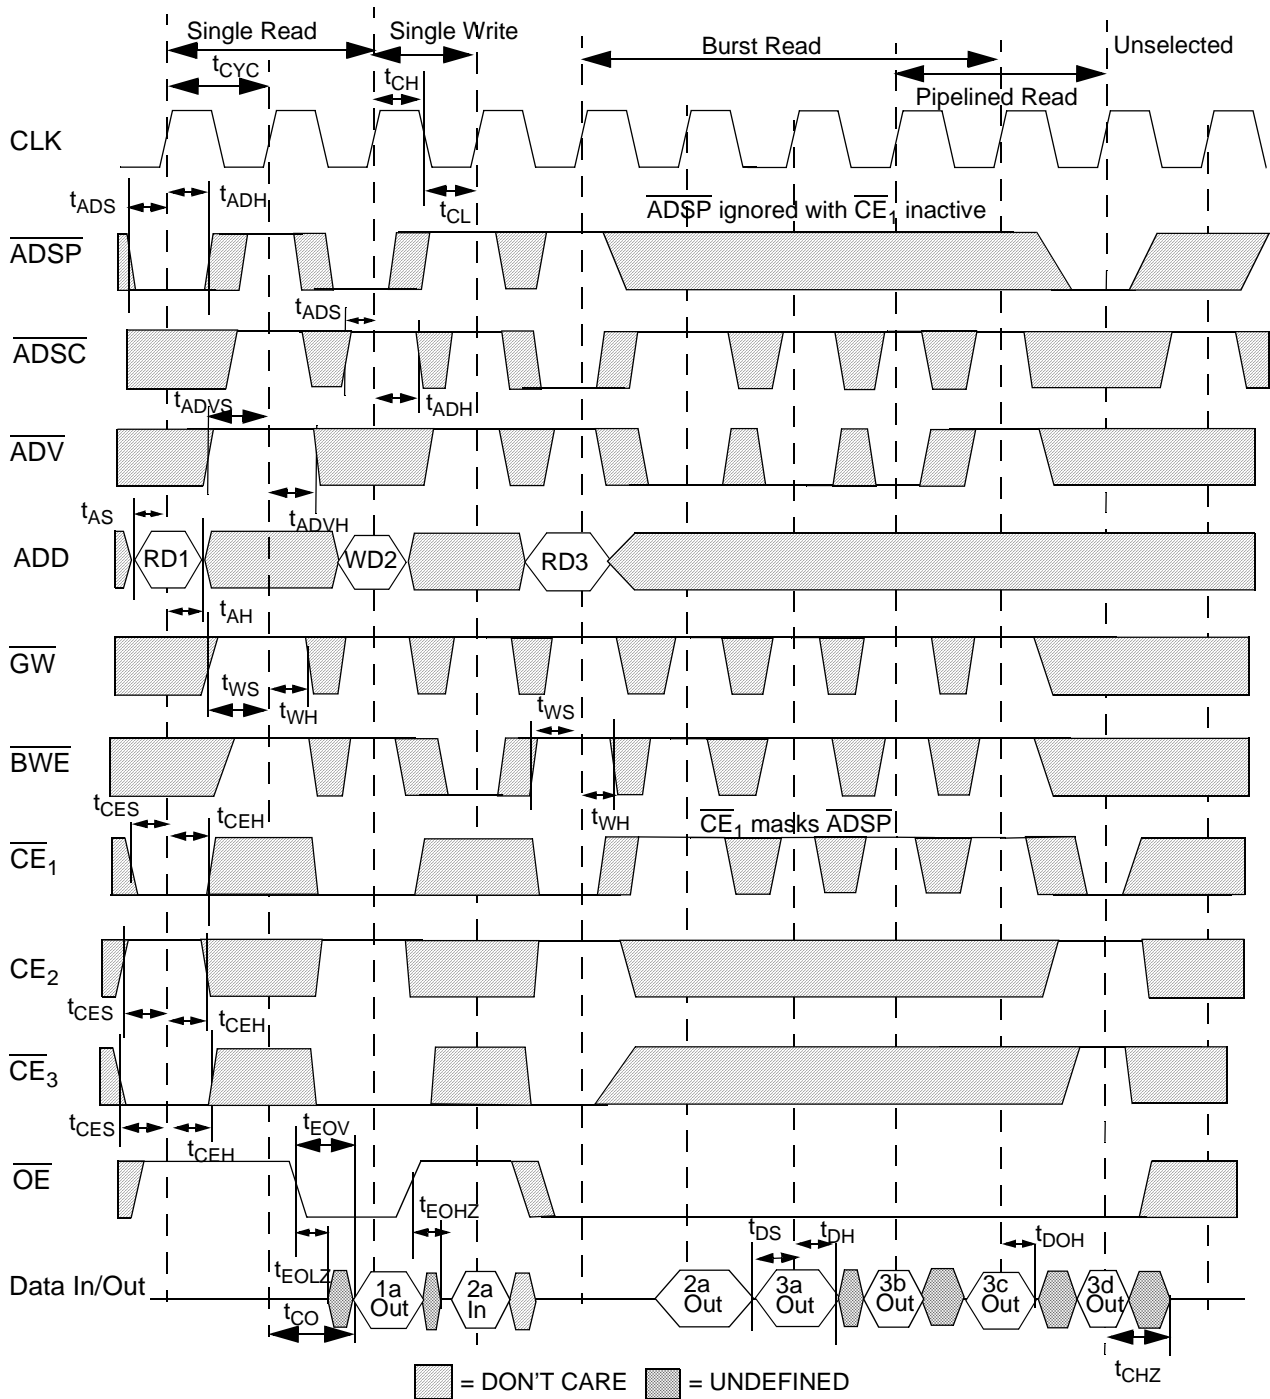 Single Read
Single Write
Burst Read
Unselected
tCYC
tCH
Pipelined Read
CLK
tADS
tADH
tCL
ADSP ignored with CE1 inactive
ADSP
tADS
ADSC
tADVS
tADH
ADV
tAS
tADVH
ADD
RD1
WD2
RD3
tAH
GW
tWS
tWH
tWS
BWE
tCES
tCEH
tWH
CE1 masks ADSP
CE1
CE2
tCES
tCEH
CE3
tCES
tCEH
tEOV
OE
tEOHZ
tDS
tDH
tDOH
Data In/Out
tEOLZ
1a
Out
2a
In
2a
Out
3a
Out
3b
Out
3c
Out
3d
Out
tCO
tCHZ
= DON'T CARE
= UNDEFINED